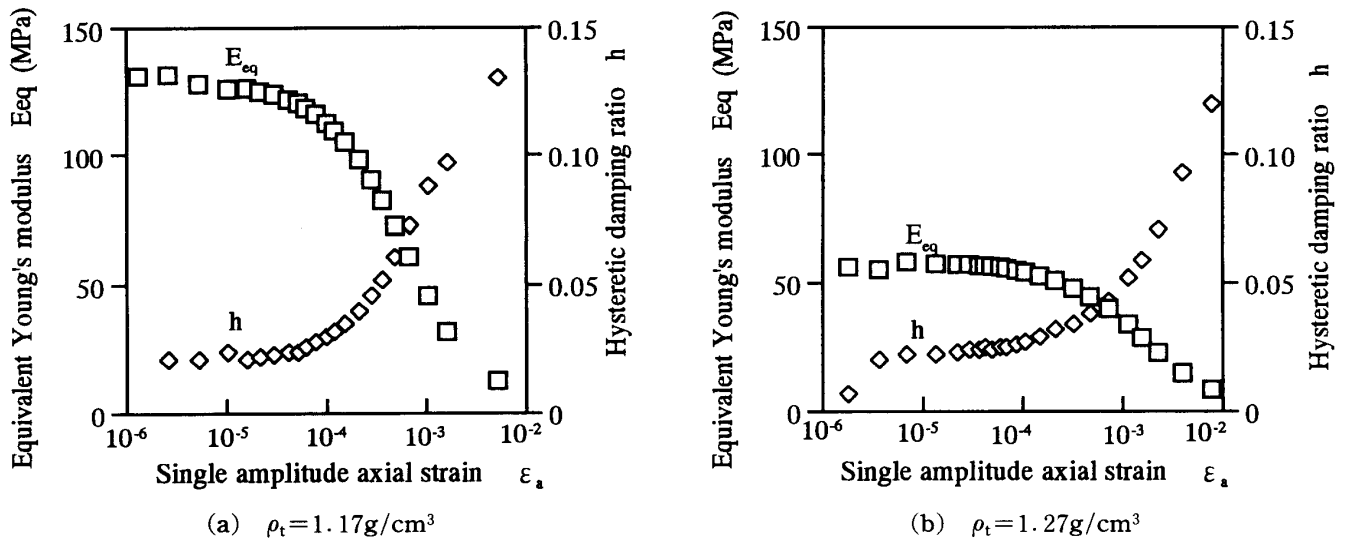 Equivalent Young's modulus Eeq (MPa)
150
100
50
0
E_eq
h
0.15
0.10
0.05
0
Hysteretic damping ratio h
10^-6 10^-5 10^-4 10^-3 10^-2
Single amplitude axial strain ε_a
(a) ρ_t=1.17g/cm³
Equivalent Young's modulus Eeq (MPa)
150
100
50
0
E_eq
h
0.15
0.10
0.05
0
Hysteretic damping ratio h
10^-6 10^-5 10^-4 10^-3 10^-2
Single amplitude axial strain ε_a
(b) ρ_t=1.27g/cm³